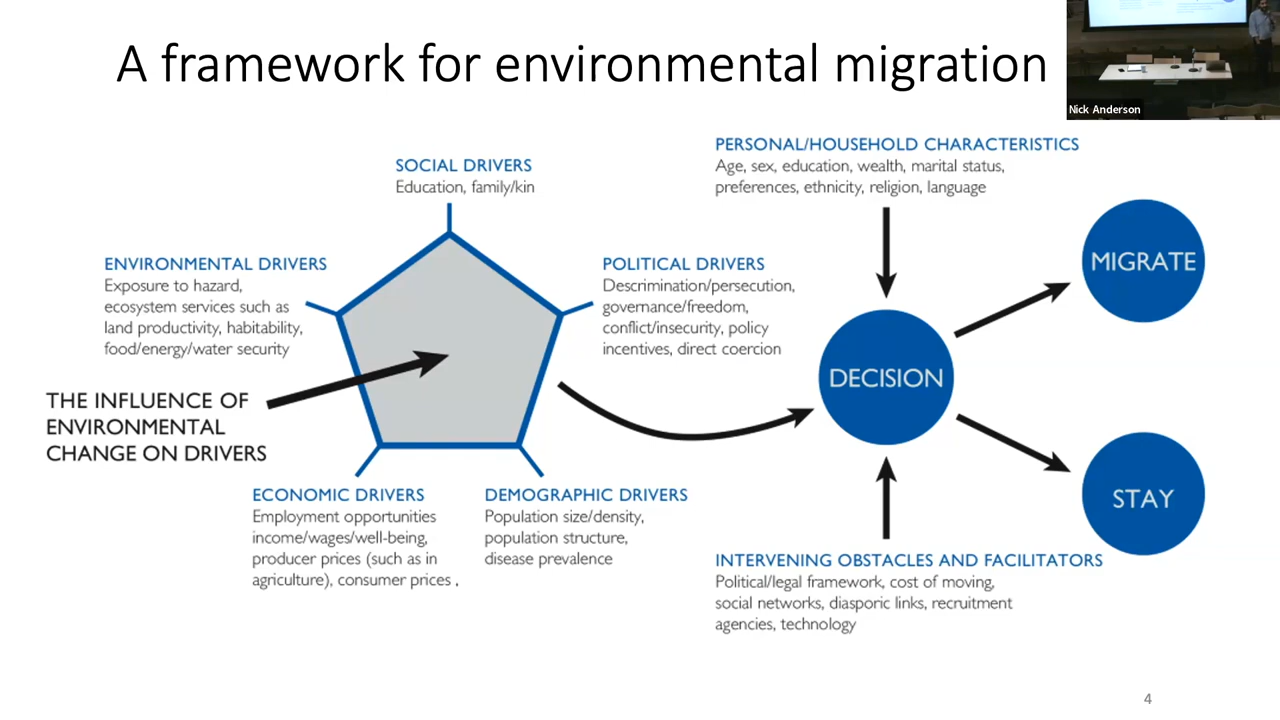 A framework for environmental migration
Nick Anderson
SOCIAL DRIVERS
Education, family/kin
ENVIRONMENTAL DRIVERS
Exposure to hazard,
ecosystem services such as
land productivity, habitability,
food/energy/water security
POLITICAL DRIVERS
Descrimination/persecution,
governance/freedom,
conflict/insecurity, policy
incentives, direct coercion
THE INFLUENCE OF
ENVIRONMENTAL
CHANGE ON DRIVERS
ECONOMIC DRIVERS
Employment opportunities
income/wages/well-being,
producer prices (such as in
agriculture), consumer prices .
DEMOGRAPHIC DRIVERS
Population size/density,
population structure,
disease prevalence
PERSONAL/HOUSEHOLD CHARACTERISTICS
Age, sex, education, wealth, marital status,
preferences, ethnicity, religion, language
DECISION
MIGRATE
STAY
INTERVENING OBSTACLES AND FACILITATORS
Political/legal framework, cost of moving,
social networks, diasporic links, recruitment
agencies, technology
4